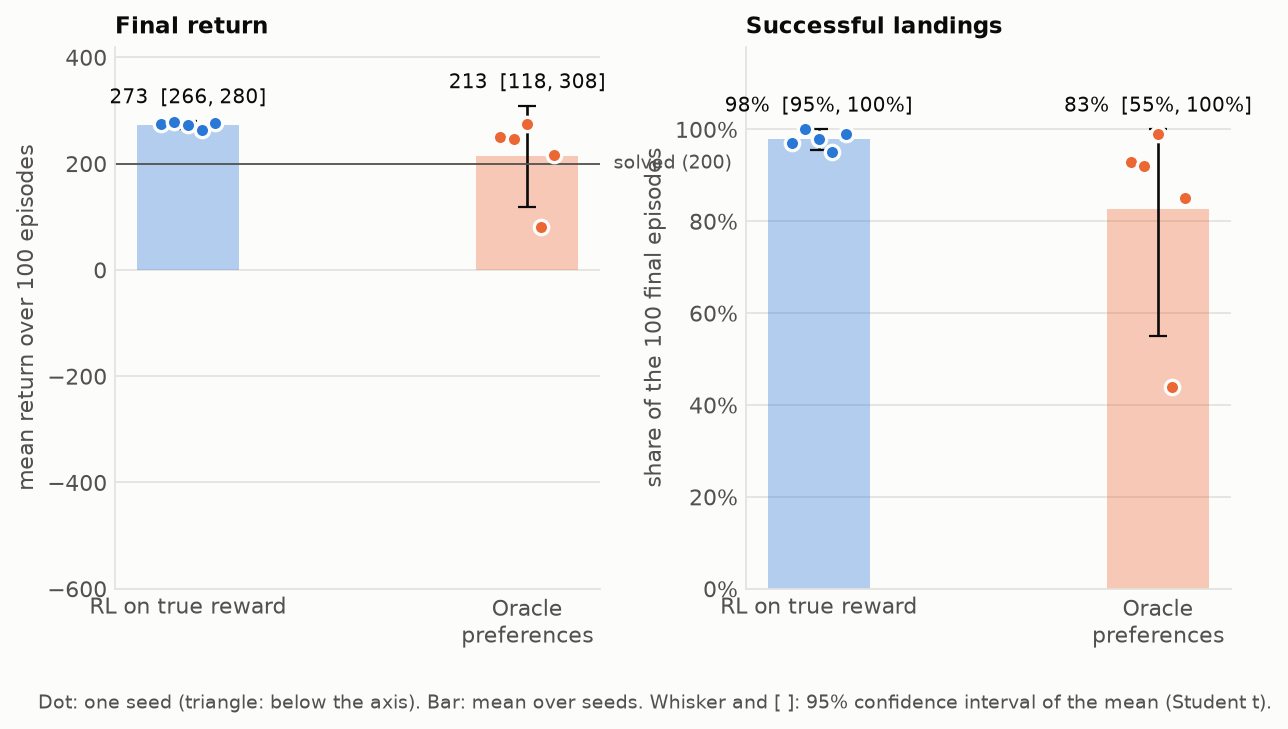 Final return
273 [266, 280]
213 [118, 308]
400
200
0
−200
−400
−600
mean return over 100 episodes
solved (200)
RL on true reward
Oracle
preferences
Successful landings
98% [95%, 100%]
83% [55%, 100%]
100%
80%
60%
40%
20%
0%
share of the 100 final episodes
RL on true reward
Oracle
preferences
Dot: one seed (triangle: below the axis). Bar: mean over seeds. Whisker and [ ]: 95% confidence interval of the mean (Student t).